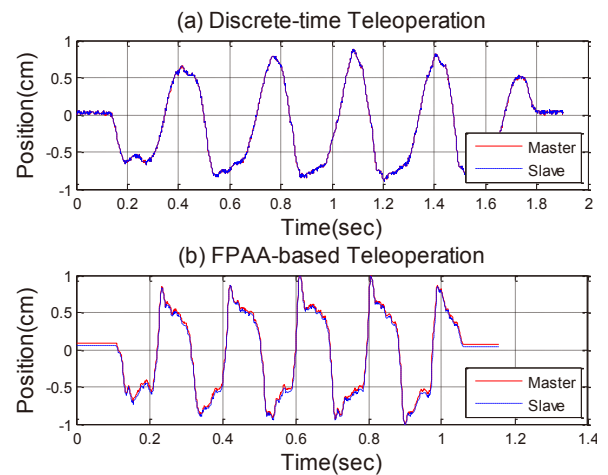 (a) Discrete-time Teleoperation
Position(cm)
1
0.5
0
-0.5
-1
Master
Slave
0 0.2 0.4 0.6 0.8 1 1.2 1.4 1.6 1.8 2
Time(sec)
(b) FPAA-based Teleoperation
Position(cm)
1
0.5
0
-0.5
-1
Master
Slave
0 0.2 0.4 0.6 0.8 1 1.2 1.4
Time(sec)